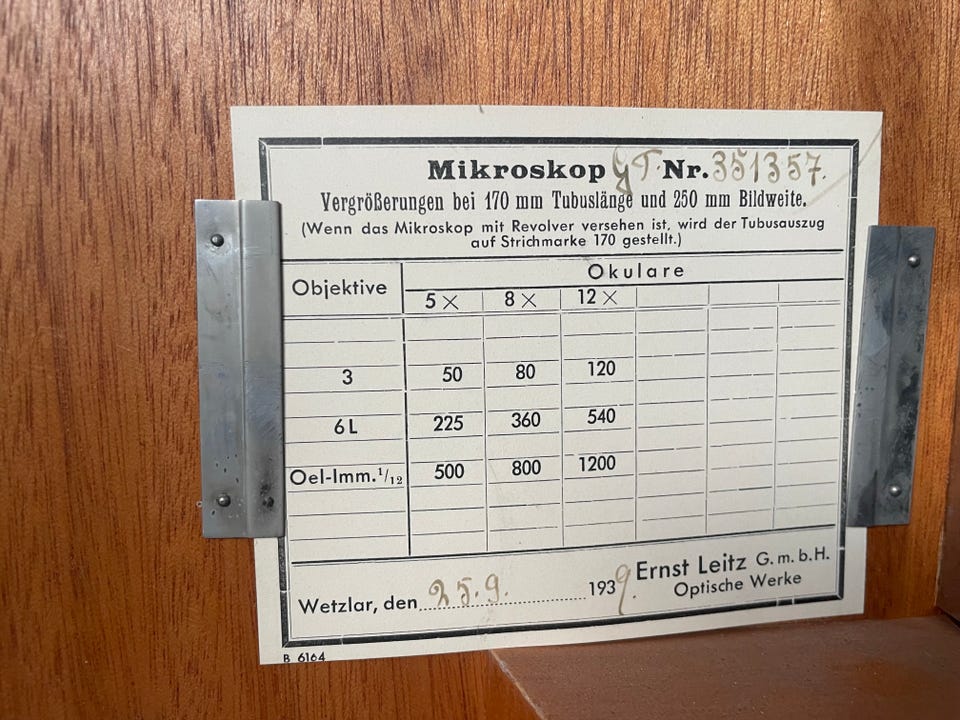 Mikroskop GT. Nr. 351357.
Vergrößerungen bei 170 mm Tubuslänge und 250 mm Bildweite.
(Wenn das Mikroskop mit Revolver versehen ist, wird der Tubusauszug
auf Strichmarke 170 gestellt.)
Objektive Okulare
5 × 8 × 12 ×
3 50 80 120
6 L 225 360 540
Oel-Imm. 1/12 500 800 1200
Wetzlar, den 25.9. 1939.
Ernst Leitz G. m. b. H.
Optische Werke
B 6164